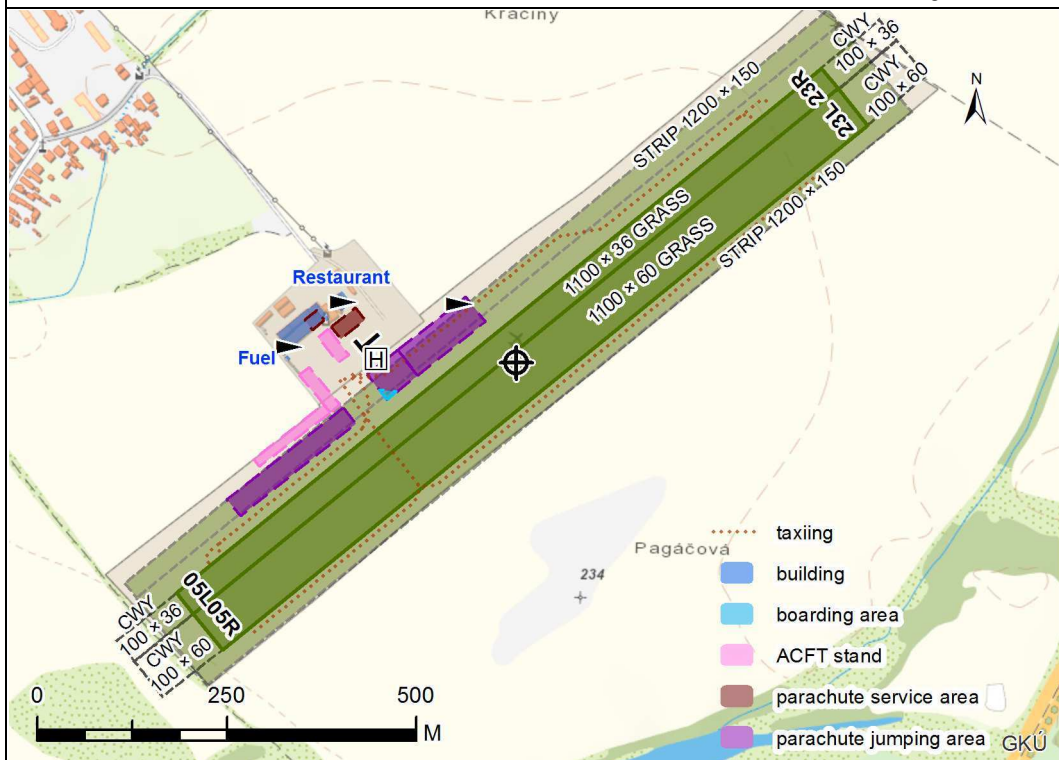 Kračiny
CWY
100 × 36
CWY
100 × 60
N
STRIP 1200 × 150
23L 23R
STRIP 1200 × 150
1100 × 36 GRASS
1100 × 60 GRASS
Restaurant
Fuel
H
Pagáčová
234
05L05R
CWY
100 × 36
CWY
100 × 60
taxiing
building
boarding area
ACFT stand
parachute service area
parachute jumping area
0 250 500
M
GKÚ